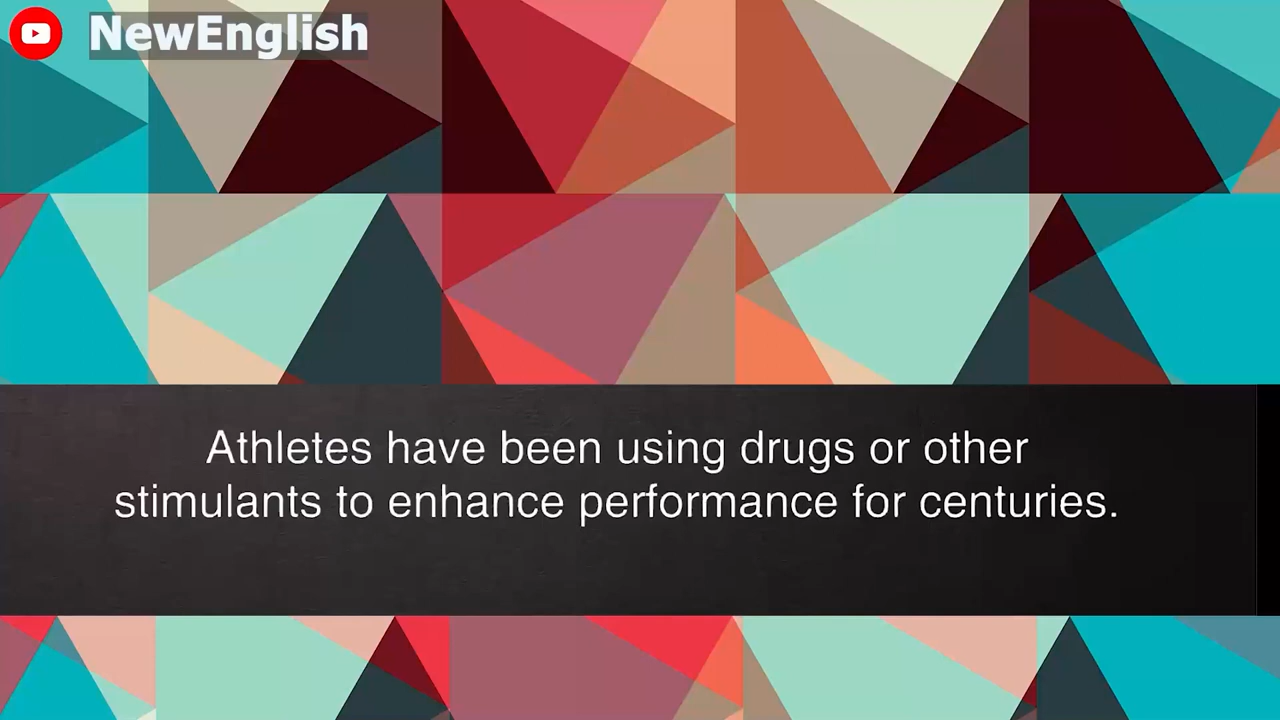 NewEnglish
Athletes have been using drugs or other
stimulants to enhance performance for centuries.